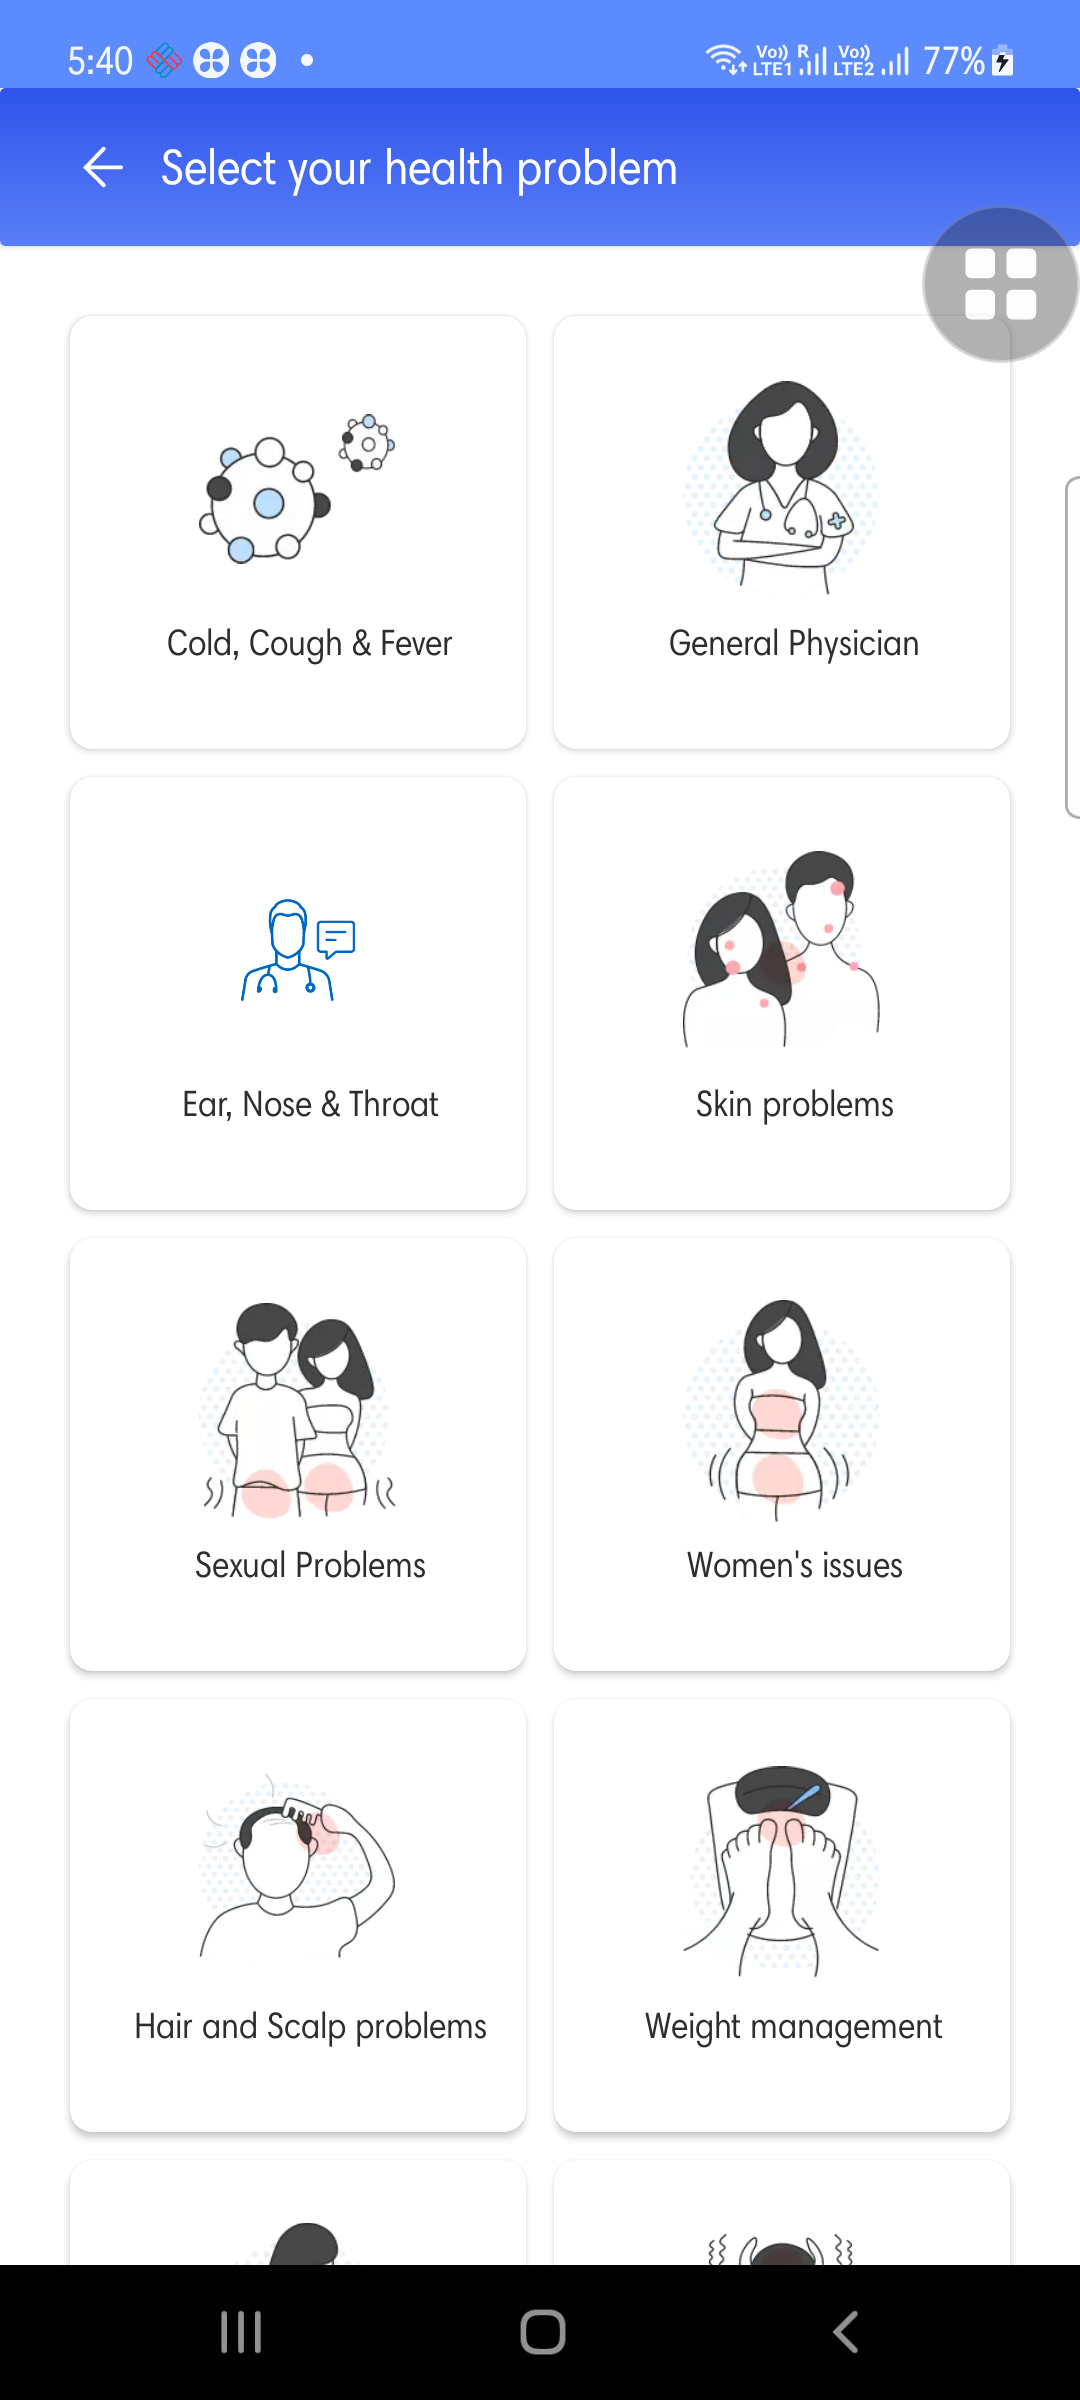 5:40
Vo)) R Vo)) 77%
LTE1 LTE2
Select your health problem
Cold, Cough & Fever
General Physician
Ear, Nose & Throat
Skin problems
Sexual Problems
Women's issues
Hair and Scalp problems
Weight management